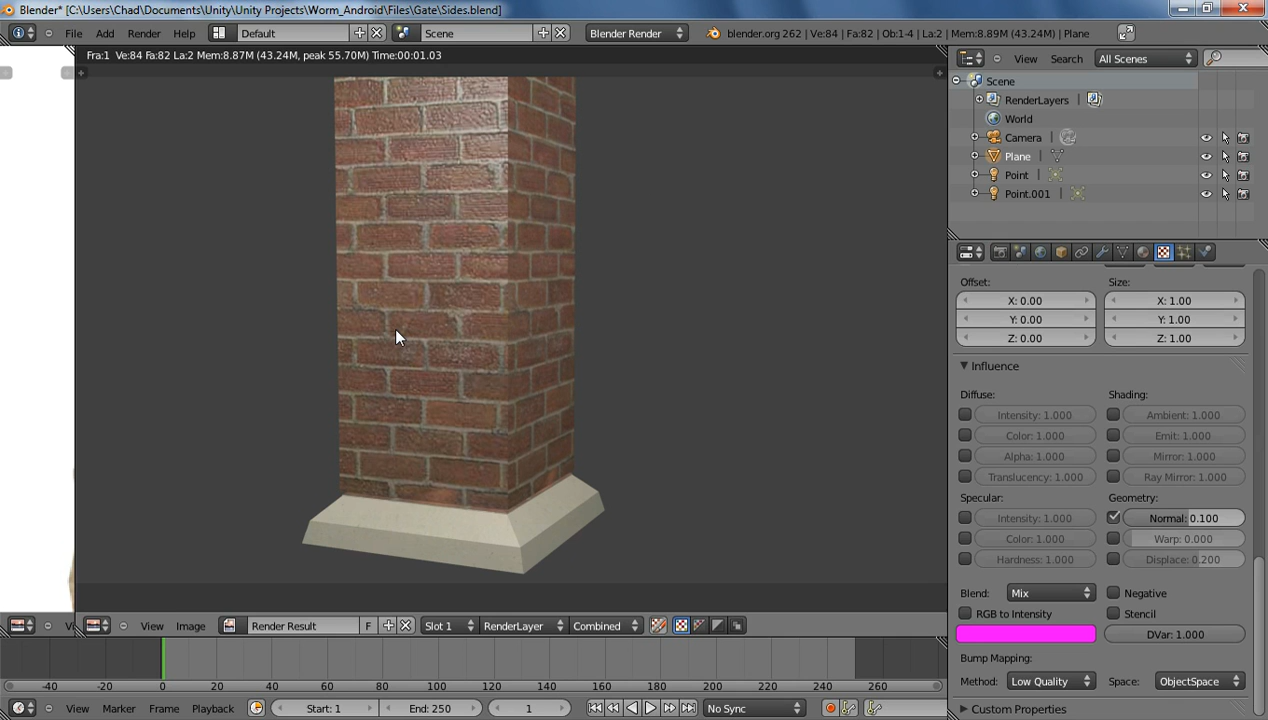 Blender* [C:\Users\Chad\Documents\Unity\Unity Projects\Worm_Android\Files\Gate\Sides.blend]
File Add Render Help Default Scene Blender Render blender.org 262 | Ve:84 | Fa:82 | Ob:1-4 | La:2 | Mem:8.89M (43.24M) | Plane
Fra:1 Ve:84 Fa:82 La:2 Mem:8.87M (43.24M, peak 55.70M) Time:00:01.03
View Search All Scenes
Scene
RenderLayers
World
Camera
Plane
Point
Point.001
Offset: Size:
X: 0.00 X: 1.00
Y: 0.00 Y: 1.00
Z: 0.00 Z: 1.00
Influence
Diffuse: Shading:
Intensity: 1.000 Ambient: 1.000
Color: 1.000 Emit: 1.000
Alpha: 1.000 Mirror: 1.000
Translucency: 1.000 Ray Mirror: 1.000
Specular: Geometry:
Intensity: 1.000 Normal: 0.100
Color: 1.000 Warp: 0.000
Hardness: 1.000 Displace: 0.200
Blend: Mix Negative
RGB to Intensity Stencil
DVar: 1.000
Bump Mapping:
Method: Low Quality Space: ObjectSpace
Custom Properties
Vi View Image Render Result F Slot 1 RenderLayer Combined
-40 -20 0 20 40 60 80 100 120 140 160 180 200 220 240 260
View Marker Frame Playback Start: 1 End: 250 1 No Sync